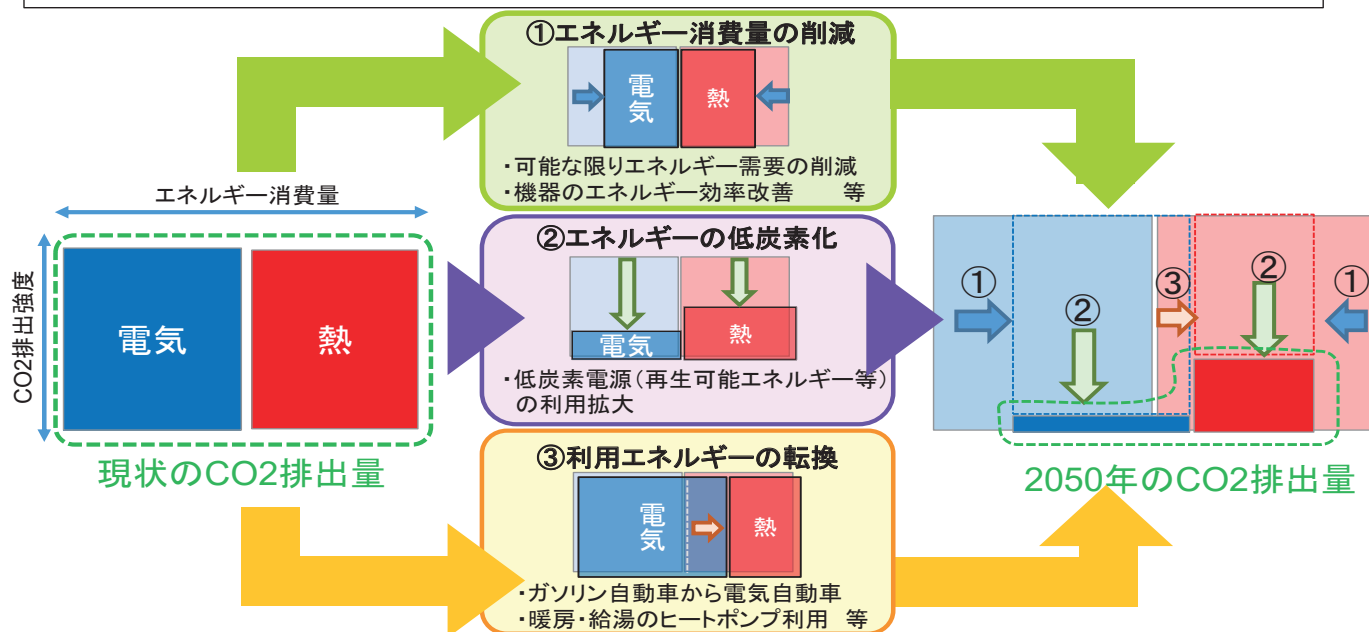 ①エネルギー消費量の削減
電気
熱
・可能な限りエネルギー需要の削減
・機器のエネルギー効率改善　等
エネルギー消費量
CO2排出強度
電気
熱
現状のCO2排出量
②エネルギーの低炭素化
電気
熱
・低炭素電源（再生可能エネルギー等）
の利用拡大
③利用エネルギーの転換
電気
熱
・ガソリン自動車から電気自動車
・暖房・給湯のヒートポンプ利用　等
①
②
③
②
①
2050年のCO2排出量